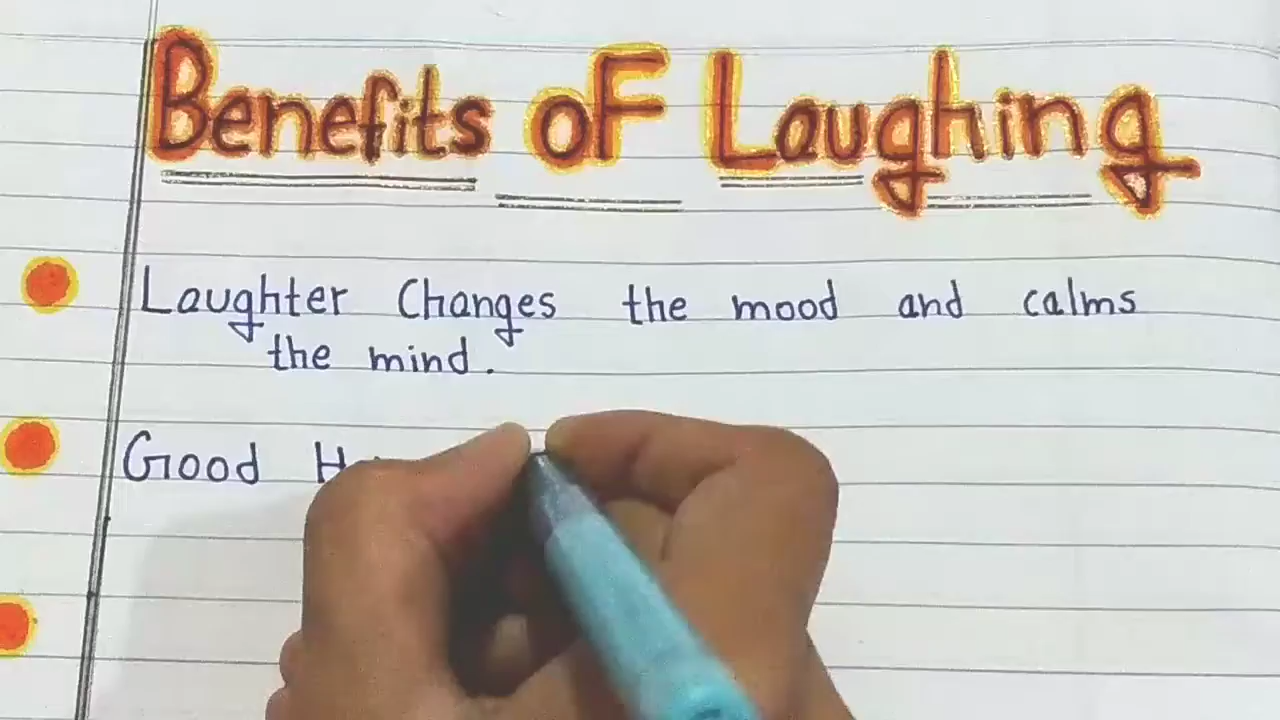 Benefits oF Laughing
Laughter Changes the mood and calms
the mind.
Good